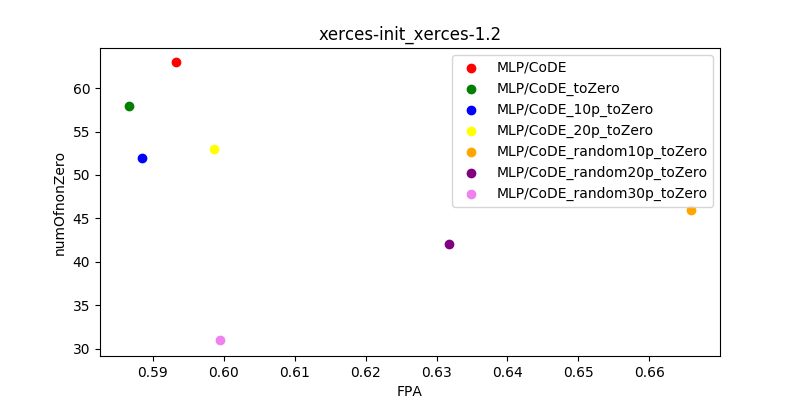 xerces-init_xerces-1.2
numOfnonZero
60
55
50
45
40
35
30
MLP/CoDE
MLP/CoDE_toZero
MLP/CoDE_10p_toZero
MLP/CoDE_20p_toZero
MLP/CoDE_random10p_toZero
MLP/CoDE_random20p_toZero
MLP/CoDE_random30p_toZero
0.59 0.60 0.61 0.62 0.63 0.64 0.65 0.66
FPA